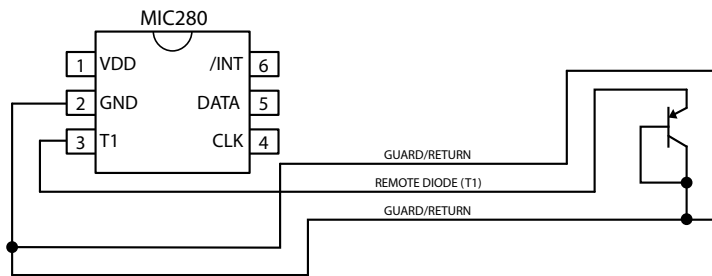 MIC280
1 VDD /INT 6
2 GND DATA 5
3 T1 CLK 4
GUARD/RETURN
REMOTE DIODE (T1)
GUARD/RETURN